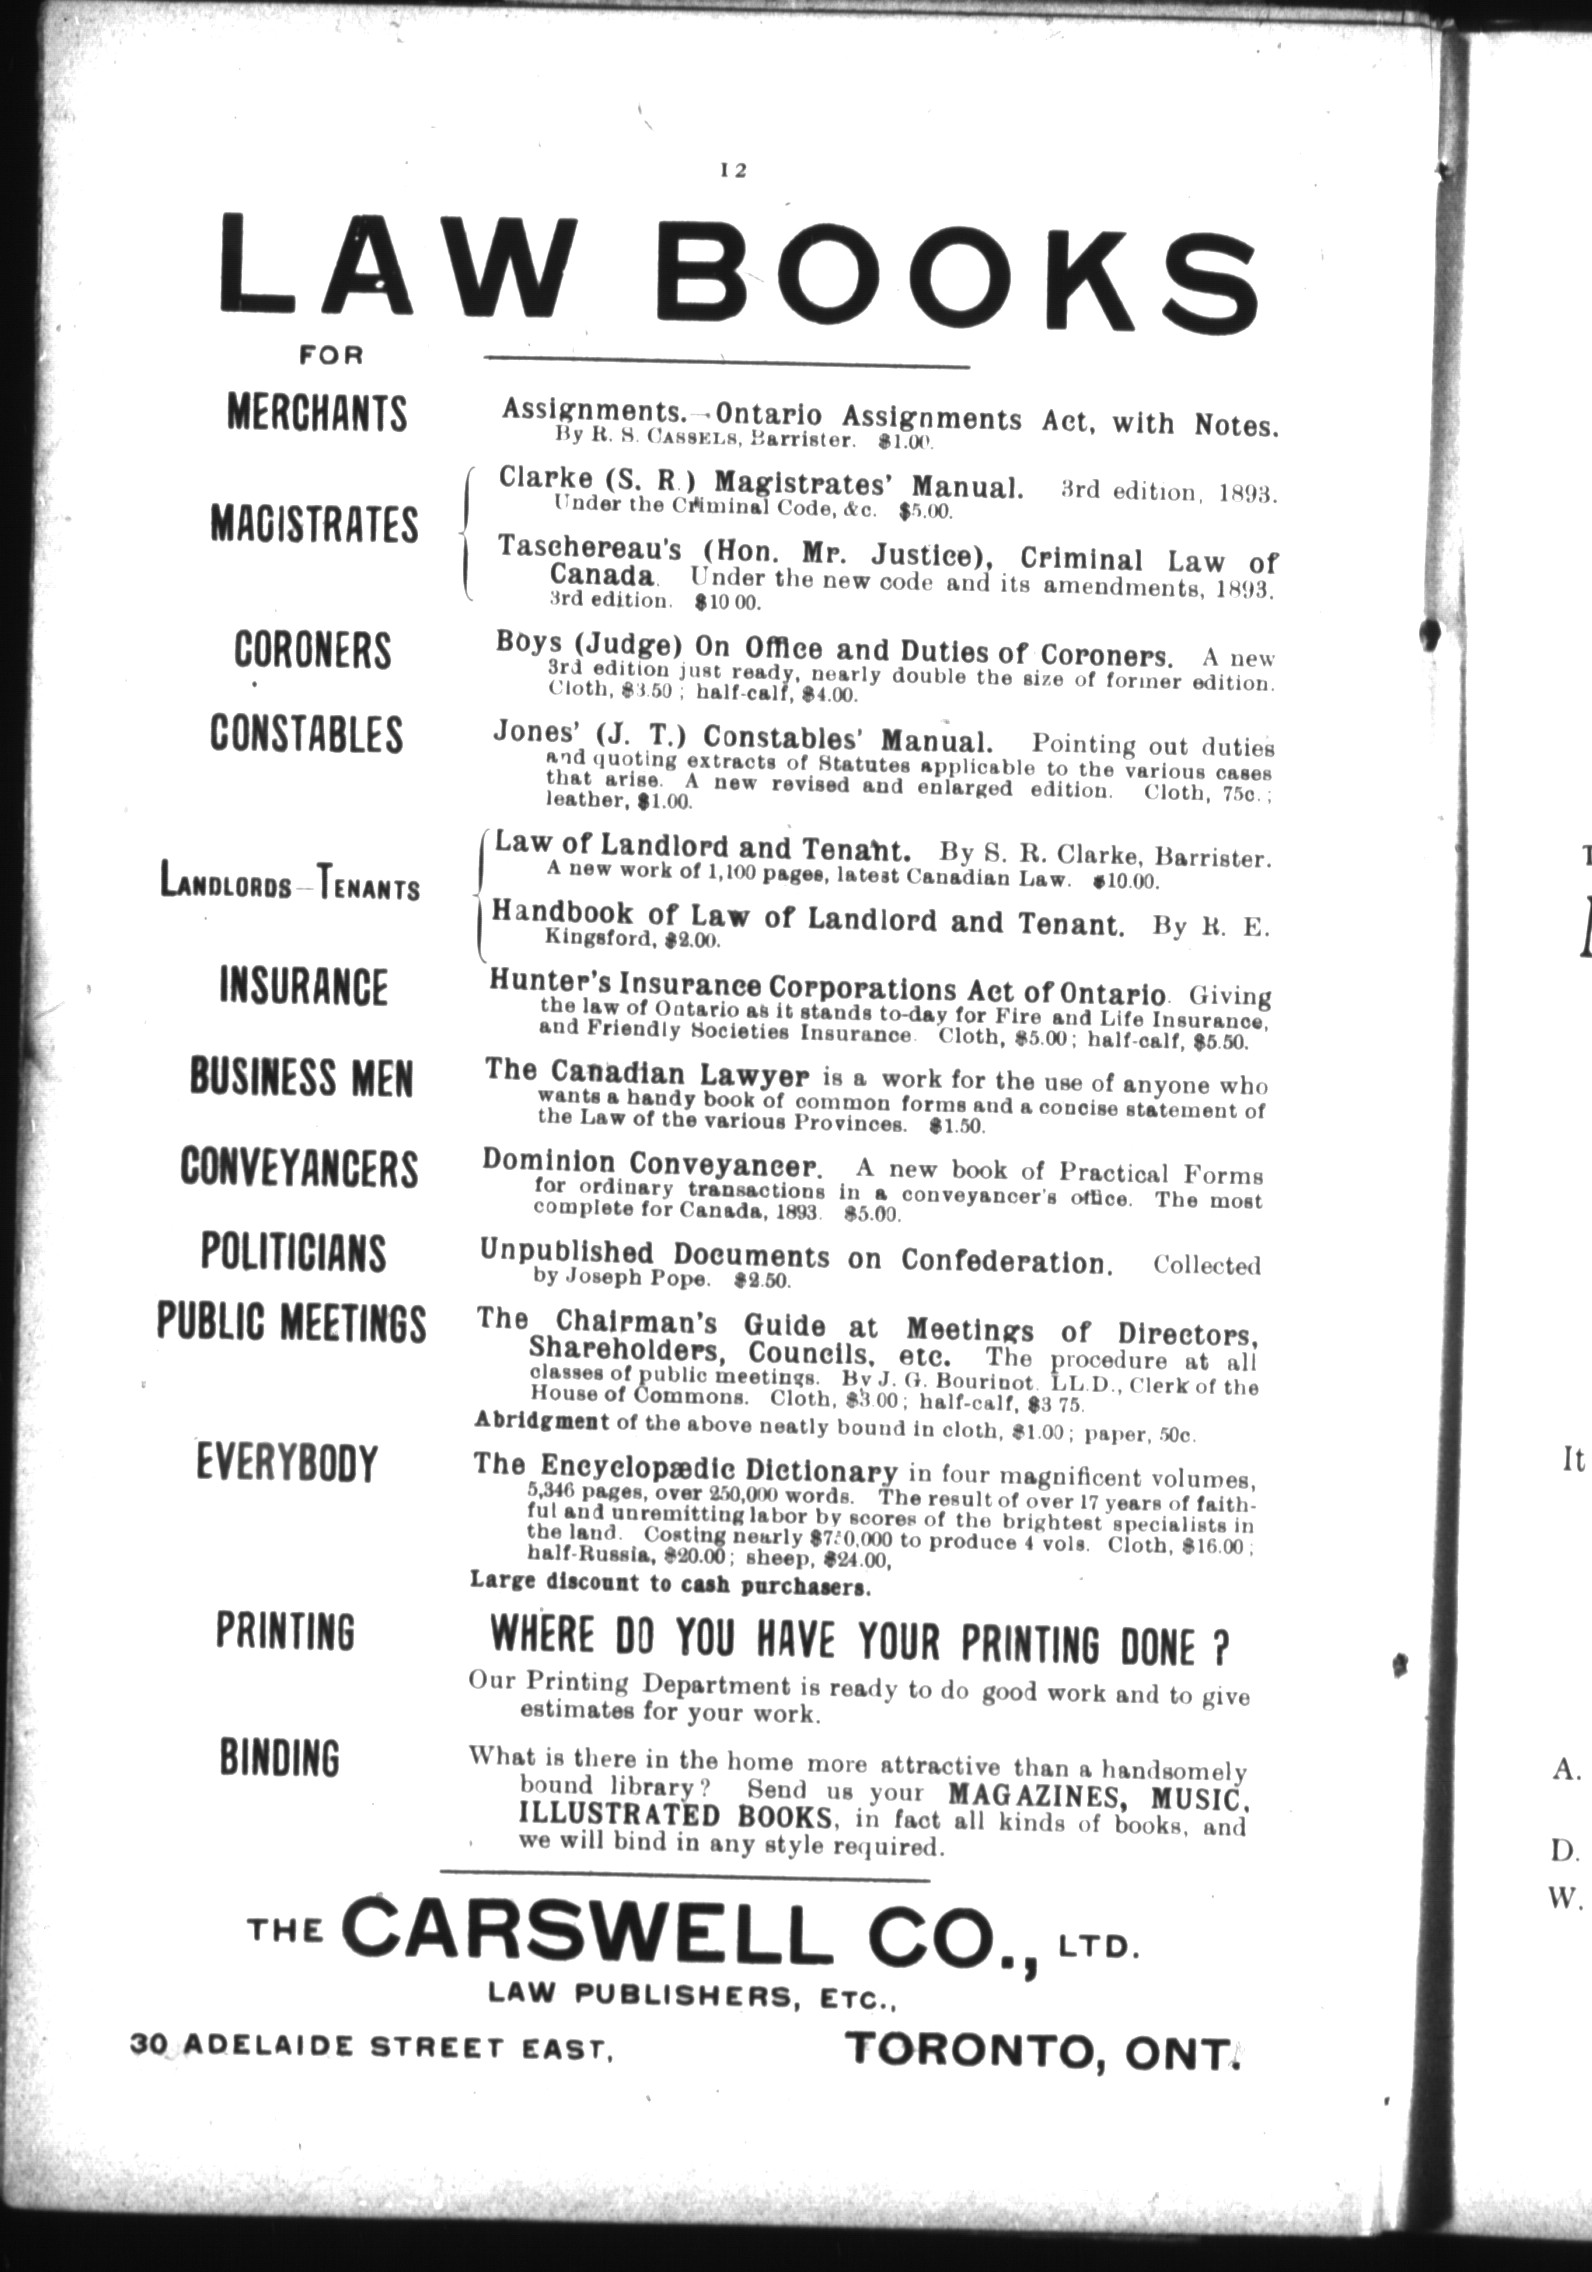 12
LAW BOOKS
FOR
MERCHANTS
Assignments.—Ontario Assignments Act, with Notes.
By R. S. CASSELS, Barrister. $1.00.
MAGISTRATES
Clarke (S. R.) Magistrates' Manual. 3rd edition, 1893.
Under the Criminal Code, &c. $5.00.
Taschereau's (Hon. Mr. Justice), Criminal Law of
Canada. Under the new code and its amendments, 1893.
3rd edition. $10 00.
CORONERS
Boys (Judge) On Office and Duties of Coroners. A new
3rd edition just ready, nearly double the size of former edition.
Cloth, $3.50; half-calf, $4.00.
CONSTABLES
Jones' (J. T.) Constables' Manual. Pointing out duties
and quoting extracts of Statutes applicable to the various cases
that arise. A new revised and enlarged edition. Cloth, 75c.;
leather, $1.00.
LANDLORDS—TENANTS
Law of Landlord and Tenant. By S. R. Clarke, Barrister.
A new work of 1,100 pages, latest Canadian Law. $10.00.
Handbook of Law of Landlord and Tenant. By R. E.
Kingsford, $2.00.
INSURANCE
Hunter's Insurance Corporations Act of Ontario. Giving
the law of Ontario as it stands to-day for Fire and Life Insurance,
and Friendly Societies Insurance. Cloth, $5.00; half-calf, $5.50.
BUSINESS MEN
The Canadian Lawyer is a work for the use of anyone who
wants a handy book of common forms and a concise statement of
the Law of the various Provinces. $1.50.
CONVEYANCERS
Dominion Conveyancer. A new book of Practical Forms
for ordinary transactions in a conveyancer's office. The most
complete for Canada, 1893. $5.00.
POLITICIANS
Unpublished Documents on Confederation. Collected
by Joseph Pope. $2.50.
PUBLIC MEETINGS
The Chairman's Guide at Meetings of Directors,
Shareholders, Councils, etc. The procedure at all
classes of public meetings. By J. G. Bourinot, LL.D., Clerk of the
House of Commons. Cloth, $3.00; half-calf, $3 75.
Abridgment of the above neatly bound in cloth, $1.00; paper, 50c.
EVERYBODY
The Encyclopædic Dictionary in four magnificent volumes,
5,346 pages, over 250,000 words. The result of over 17 years of faith-
ful and unremitting labor by scores of the brightest specialists in
the land. Costing nearly $750,000 to produce 4 vols. Cloth, $16.00;
half-Russia, $20.00; sheep, $24.00,
Large discount to cash purchasers.
PRINTING
WHERE DO YOU HAVE YOUR PRINTING DONE ?
Our Printing Department is ready to do good work and to give
estimates for your work.
BINDING
What is there in the home more attractive than a handsomely
bound library? Send us your MAGAZINES, MUSIC,
ILLUSTRATED BOOKS, in fact all kinds of books, and
we will bind in any style required.
THE CARSWELL CO., LTD.
LAW PUBLISHERS, ETC.,
30 ADELAIDE STREET EAST, TORONTO, ONT.
It
A.
D.
W.